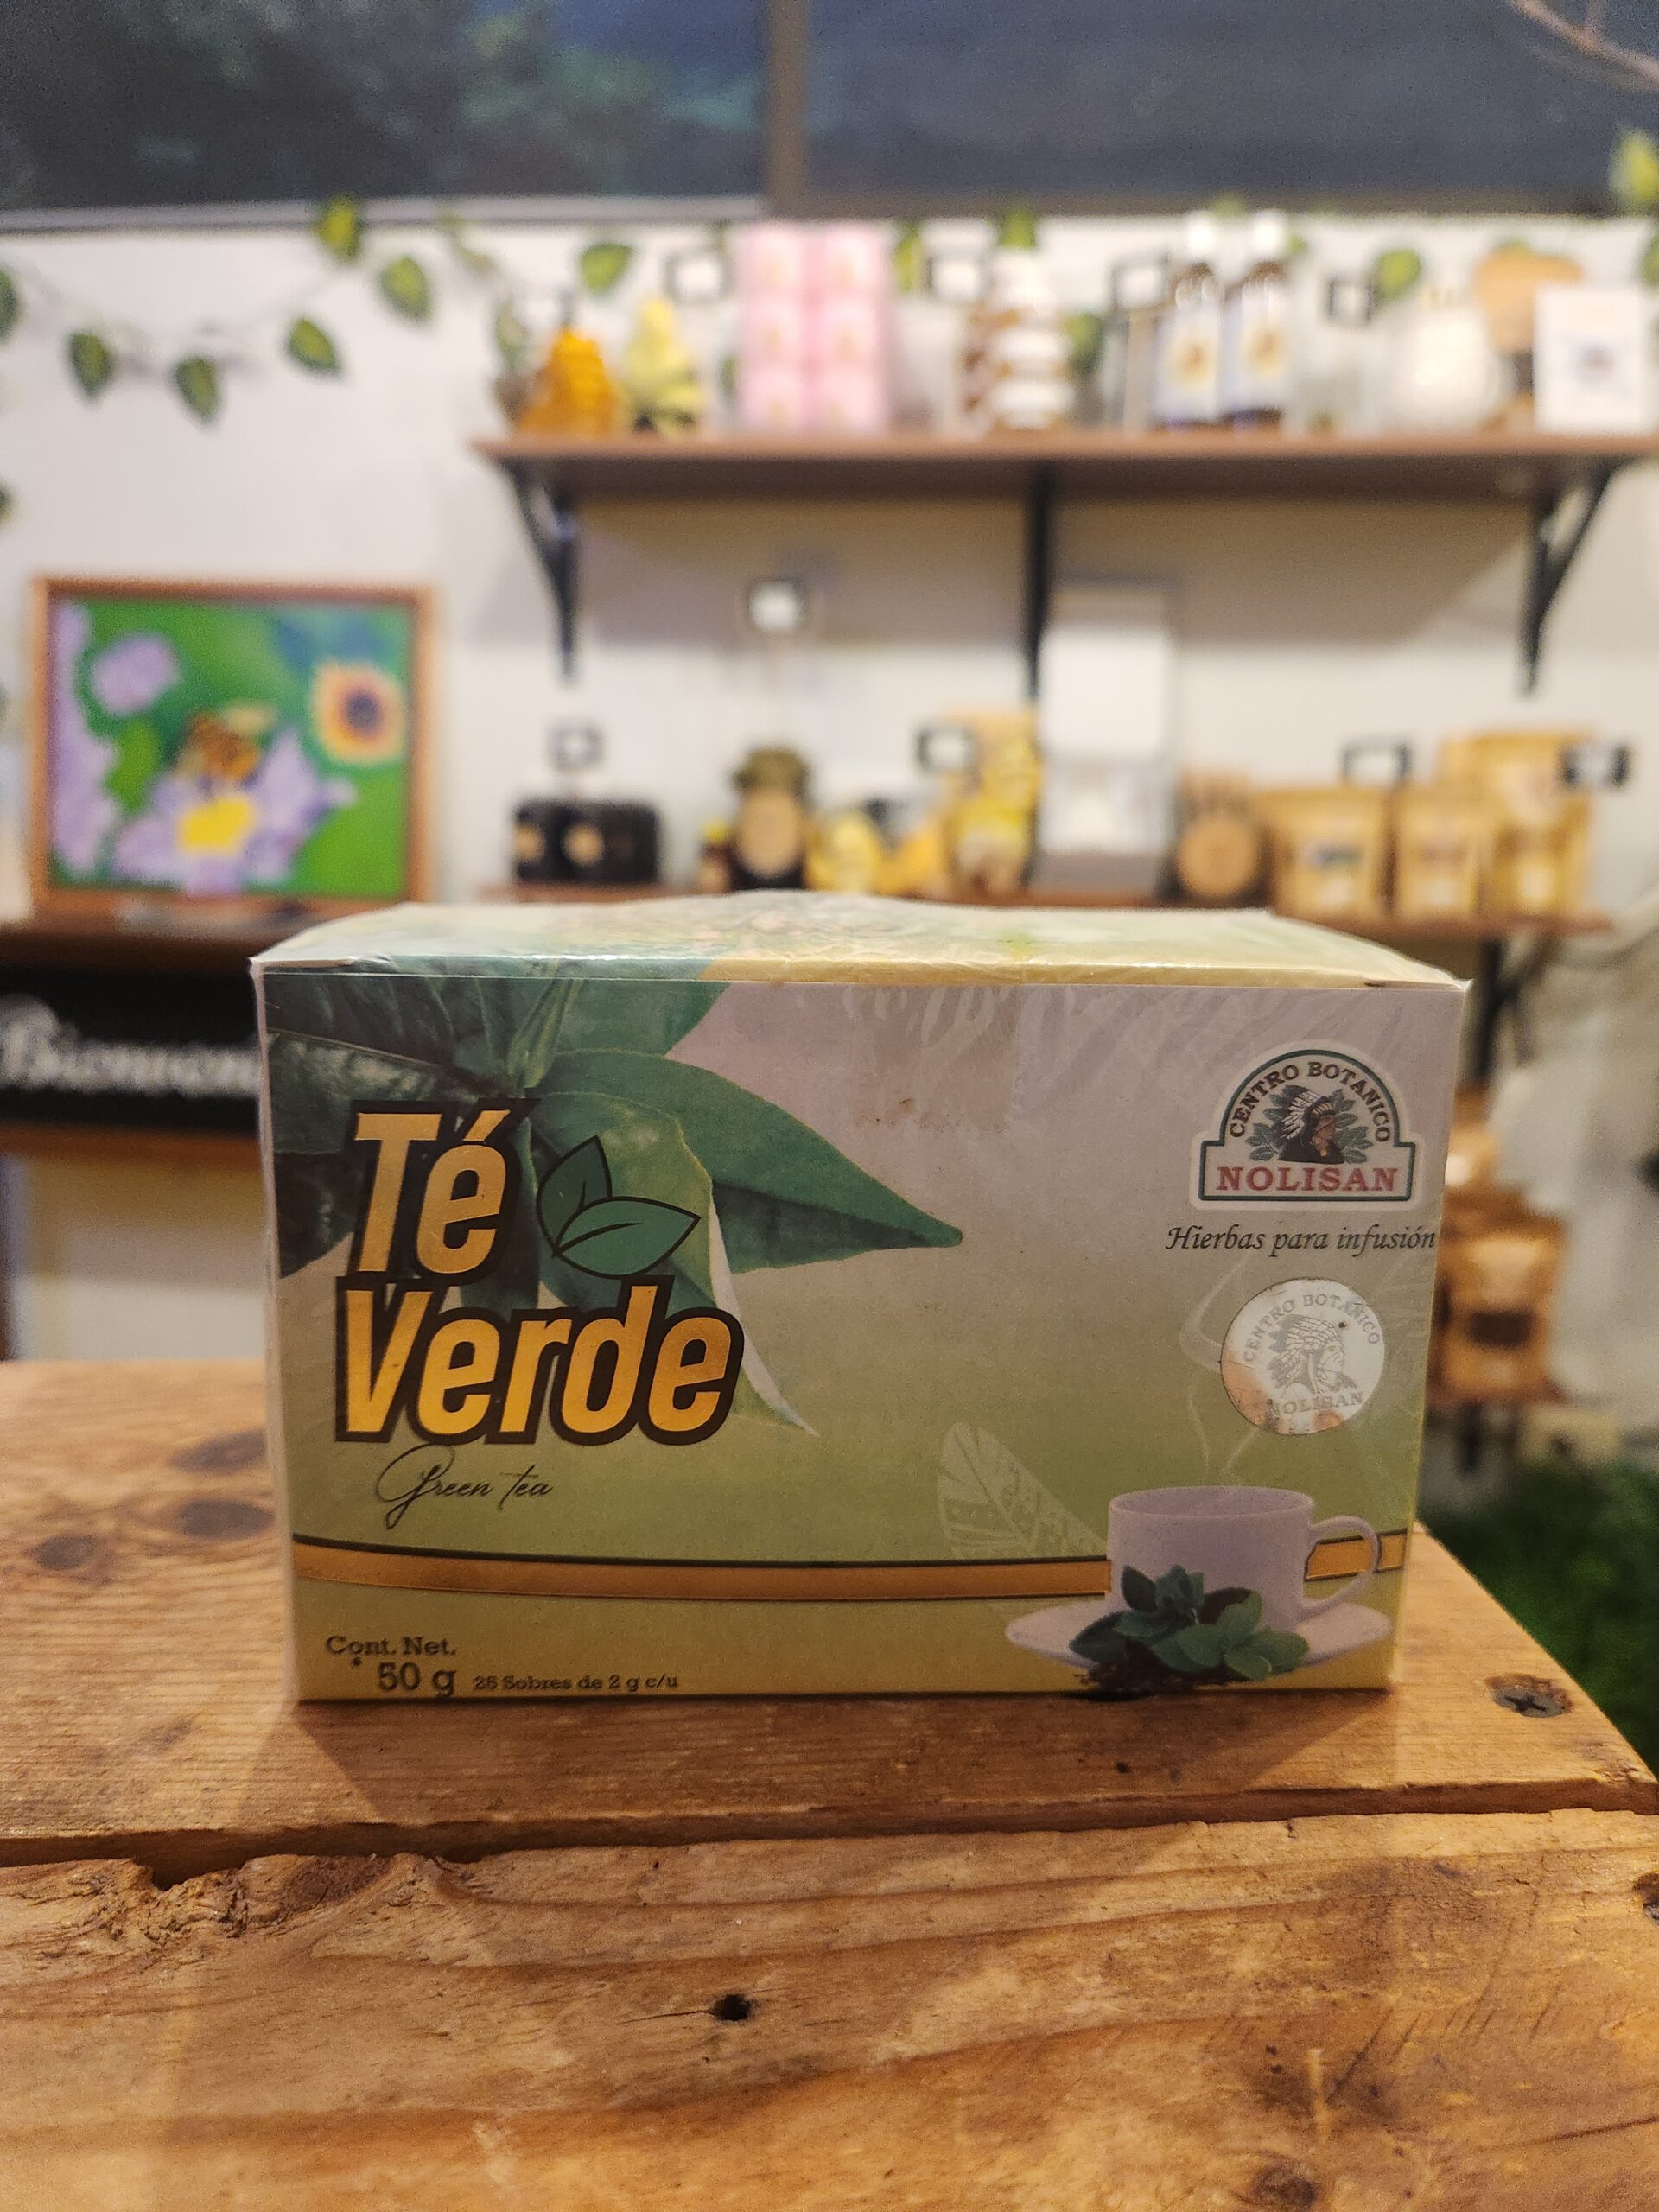 CENTRO BOTANICO
NOLISAN
Hierbas para infusión
Té
Verde
Green tea
CENTRO BOTANICO
NOLISAN
Cont. Net.
50 g 25 Sobres de 2 g c/u